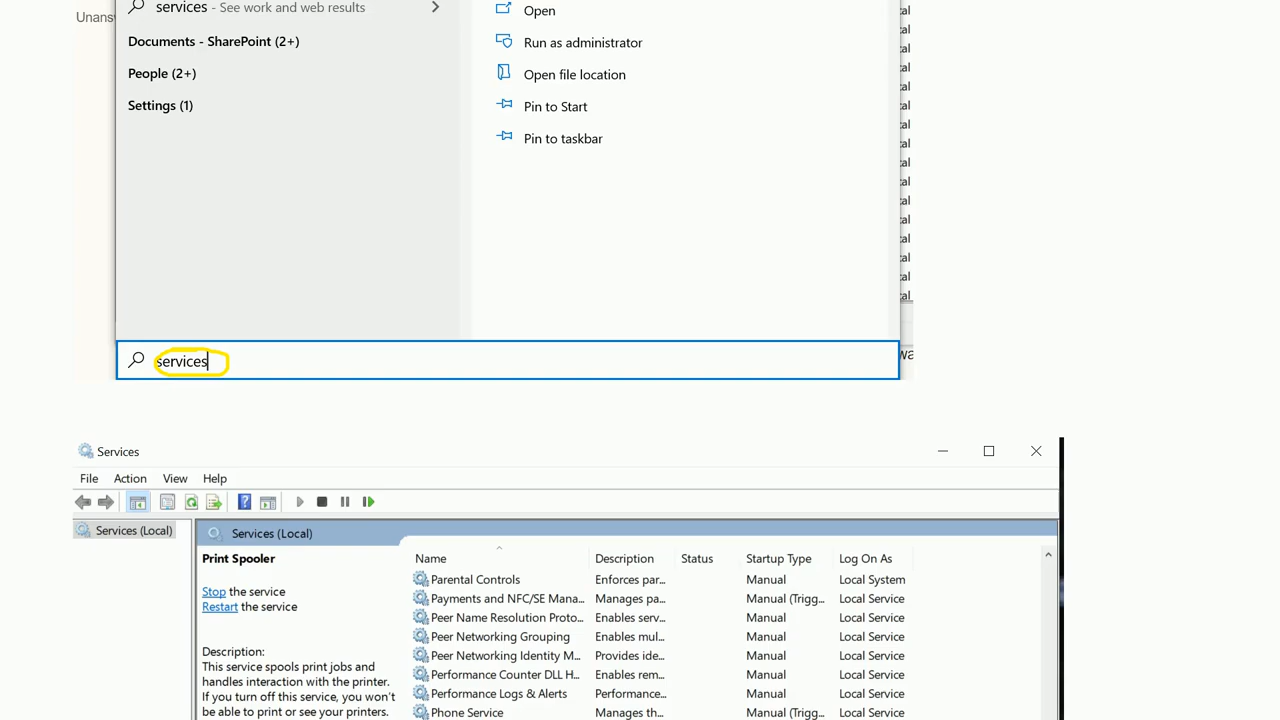 Unans
services - See work and web results
Documents - SharePoint (2+)
People (2+)
Settings (1)
Open
Run as administrator
Open file location
Pin to Start
Pin to taskbar
services
Services
File Action View Help
Services (Local)
Services (Local)
Print Spooler
Stop the service
Restart the service
Description:
This service spools print jobs and
handles interaction with the printer.
If you turn off this service, you won't
be able to print or see your printers.
Name Description Status Startup Type Log On As
Parental Controls Enforces par... Manual Local System
Payments and NFC/SE Mana... Manages pa... Manual (Trigg... Local Service
Peer Name Resolution Proto... Enables serv... Manual Local Service
Peer Networking Grouping Enables mul... Manual Local Service
Peer Networking Identity M... Provides ide... Manual Local Service
Performance Counter DLL H... Enables rem... Manual Local Service
Performance Logs & Alerts Performance... Manual Local Service
Phone Service Manages th... Manual (Trigg... Local Service